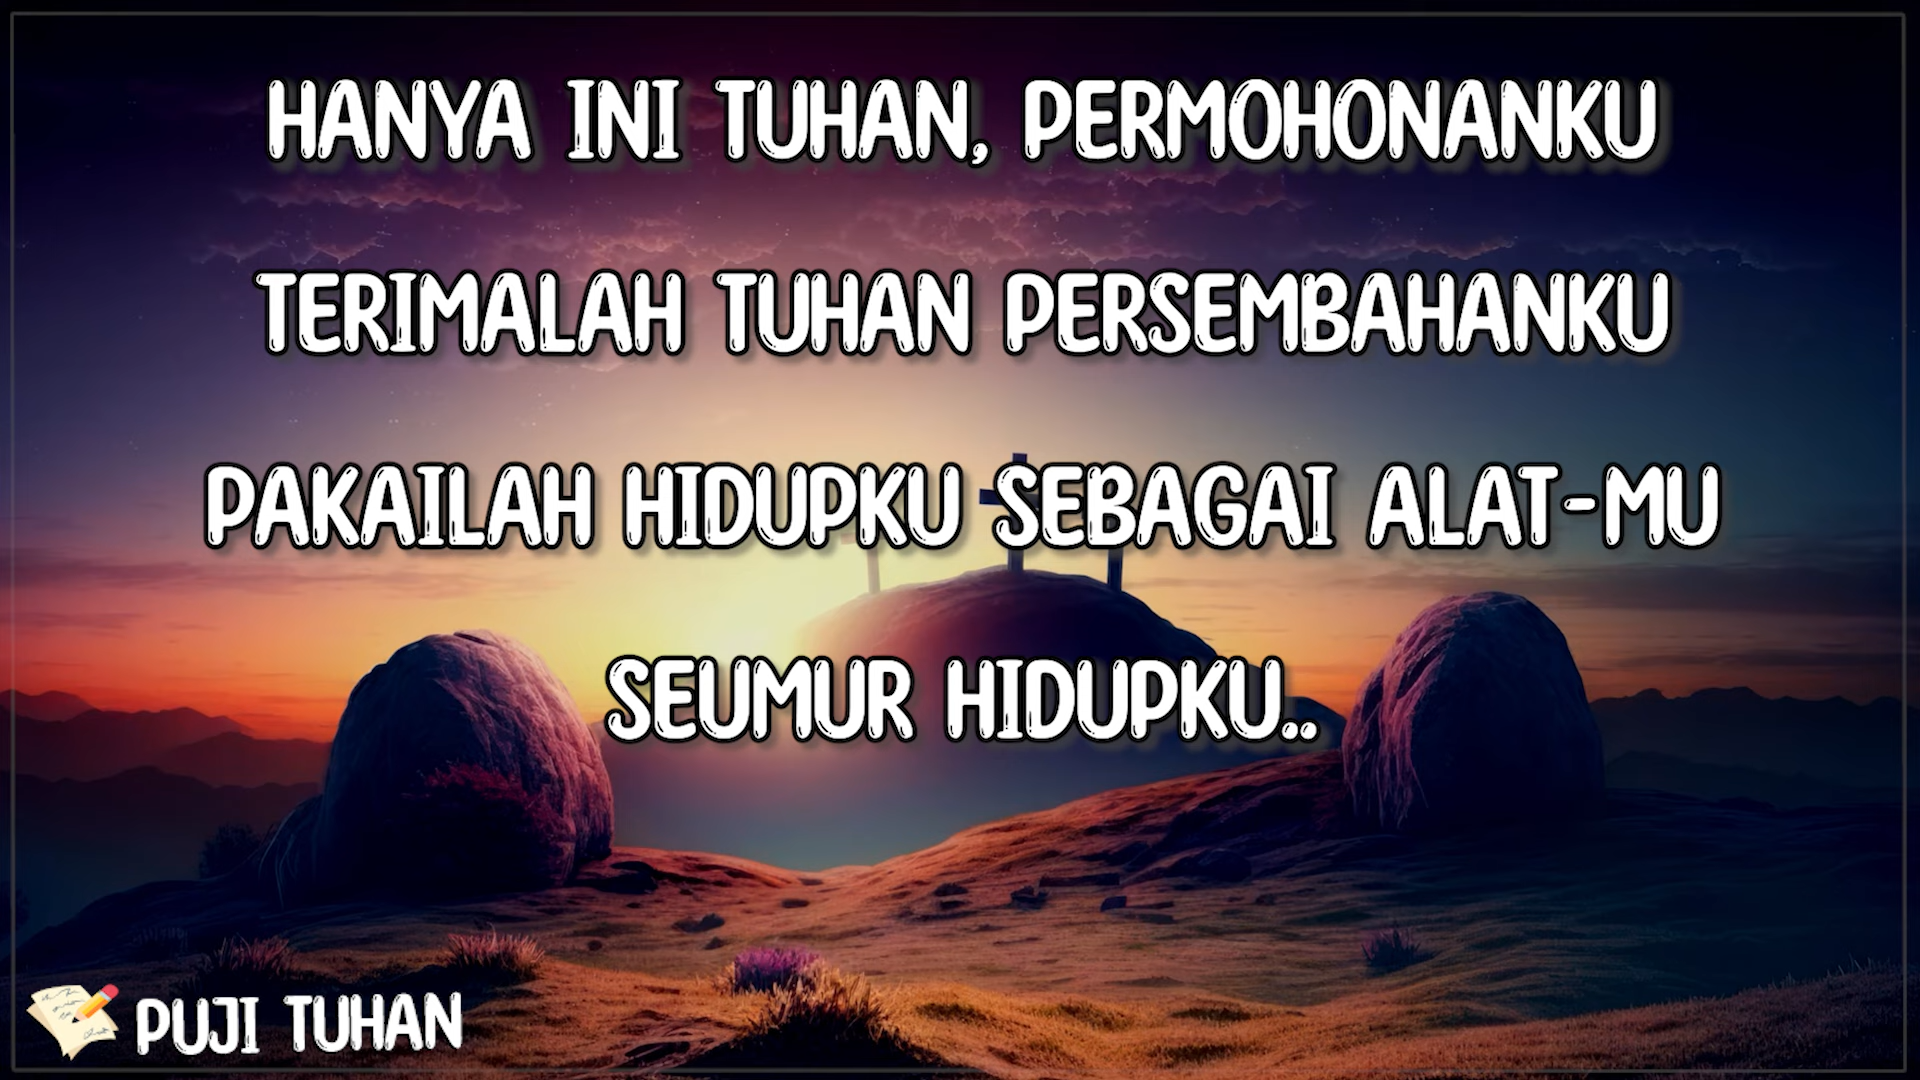 HANYA INI TUHAN, PERMOHONANKU
TERIMALAH TUHAN PERSEMBAHANKU
PAKAILAH HIDUPKU SEBAGAI ALAT-MU
SEUMUR HIDUPKU..
PUJI TUHAN